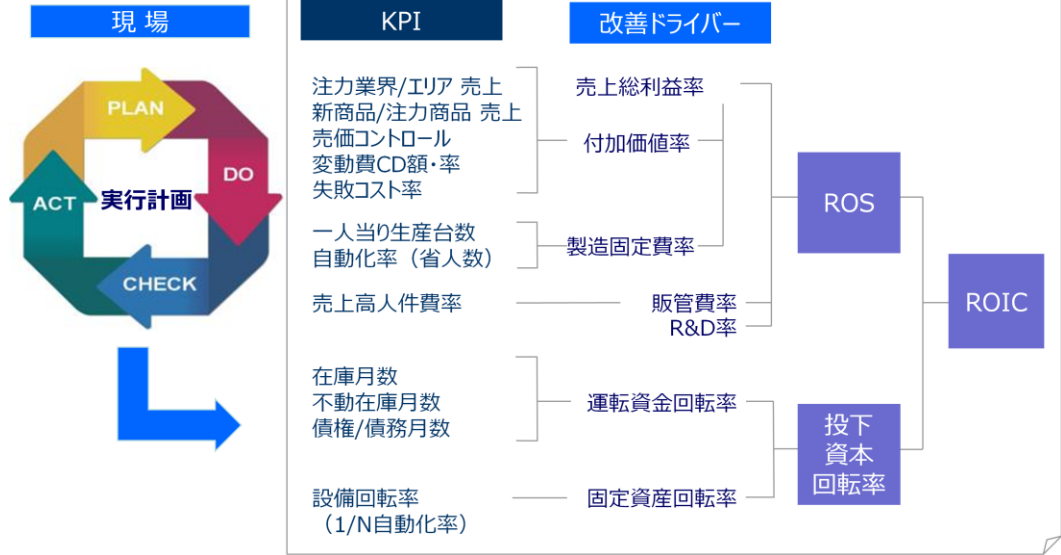 現 場
KPI
改善ドライバー
PLAN
DO
CHECK
ACT
実行計画
注力業界/エリア 売上
新商品/注力商品 売上
売価コントロール
変動費CD額・率
失敗コスト率
一人当り生産台数
自動化率（省人数）
売上高人件費率
在庫月数
不動在庫月数
債権/債務月数
設備回転率
（1/N自動化率）
売上総利益率
付加価値率
製造固定費率
販管費率
R&D率
運転資金回転率
固定資産回転率
ROS
投下
資本
回転率
ROIC